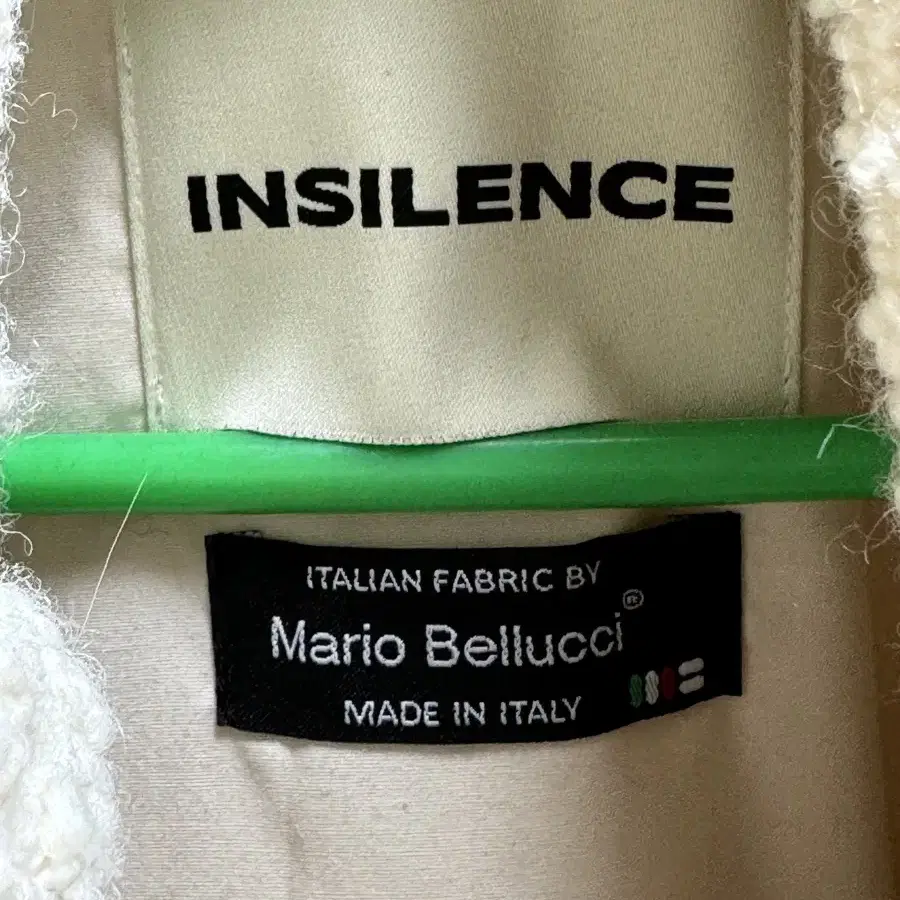 INSILENCE
ITALIAN FABRIC BY
Mario Bellucci®
MADE IN ITALY